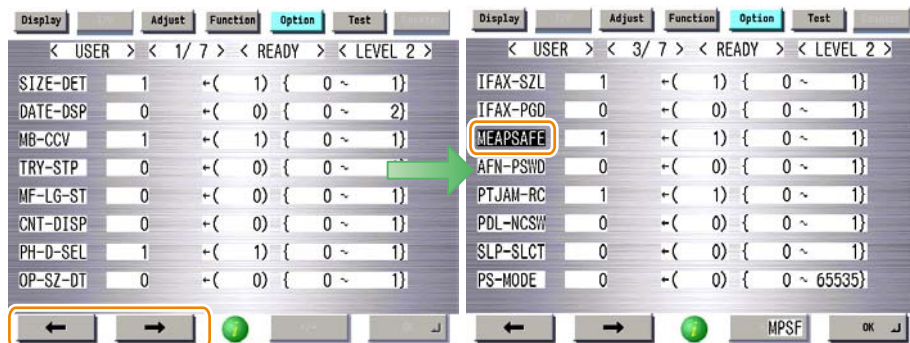 Display Adjust Function Option Test
< USER > < 1/ 7 > < READY > < LEVEL 2 >
SIZE-DET 1 ←( 1) { 0 ~ 1}
DATE-DSP 0 ←( 0) { 0 ~ 2}
MB-CCV 1 ←( 1) { 0 ~ 1}
TRY-STP 0 ←( 0) { 0 ~
MF-LG-ST 0 ←( 0) { 0 ~ 1}
CNT-DISP 0 ←( 0) { 0 ~ 1}
PH-D-SEL 1 ←( 1) { 0 ~ 1}
OP-SZ-DT 0 ←( 0) { 0 ~ 1}
← →
Display Adjust Function Option Test
< USER > < 3/ 7 > < READY > < LEVEL 2 >
IFAX-SZL 1 ←( 1) { 0 ~ 1}
IFAX-PGD 0 ←( 0) { 0 ~ 1}
MEAPSAFE 1 ←( 1) { 0 ~ 1}
AFN-PSWD 0 ←( 0) { 0 ~ 1}
PTJAM-RC 1 ←( 1) { 0 ~ 1}
PDL-NCSW 0 ←( 0) { 0 ~ 1}
SLP-SLCT 0 ←( 0) { 0 ~ 1}
PS-MODE 0 ←( 0) { 0 ~ 65535}
← → MPSF OK